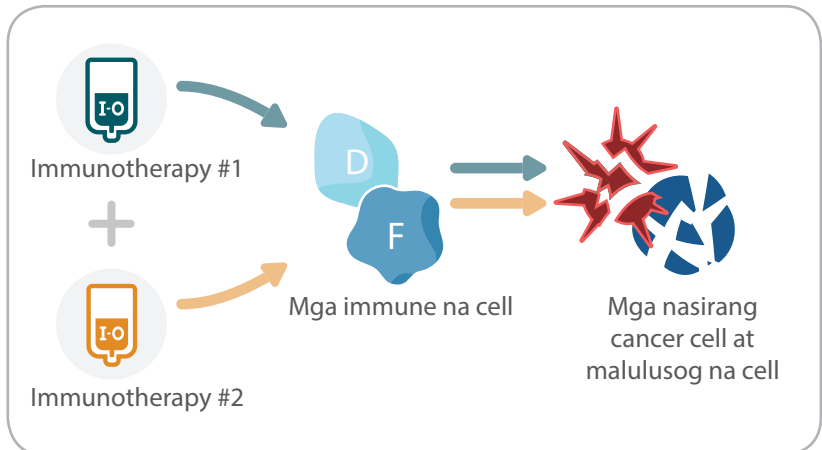 I-O
Immunotherapy #1
+
I-O
Immunotherapy #2
D
F
Mga immune na cell
Mga nasirang
cancer cell at
malulusog na cell